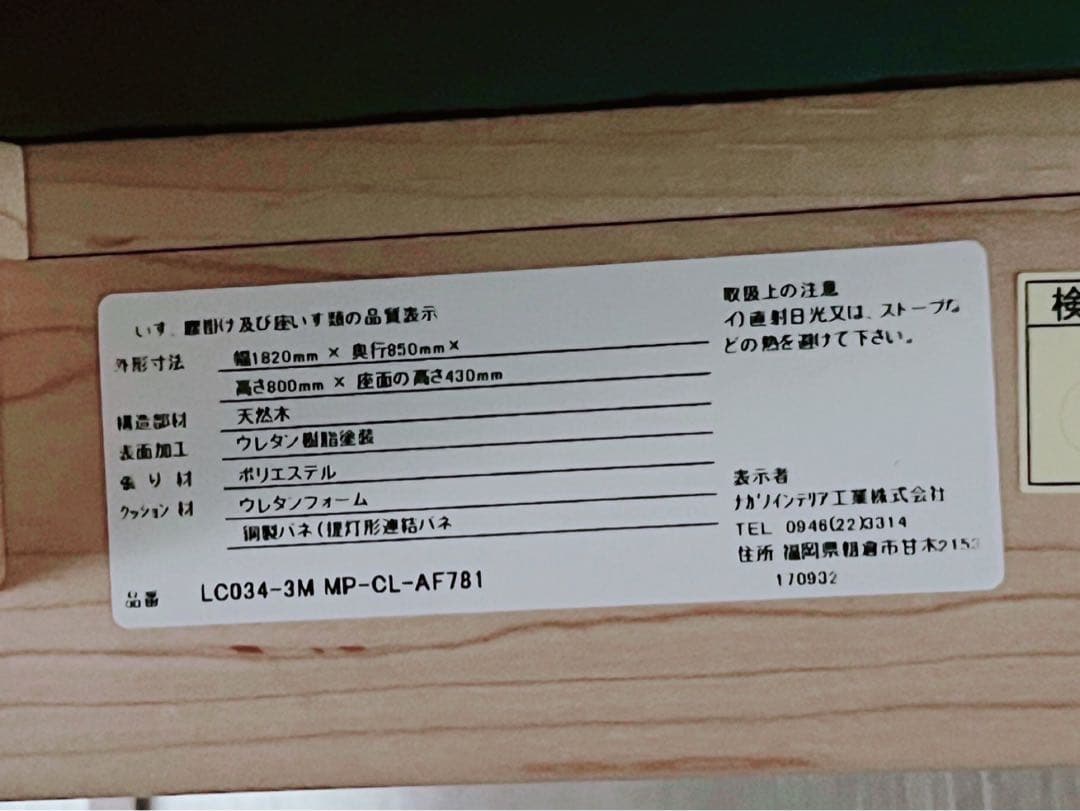 いす、腰掛け及び座いす類の品質表示
外形寸法 幅1820mm × 奥行850mm×
高さ800mm × 座面の高さ430mm
構造部材 天然木
表面加工 ウレタン樹脂塗装
張り材 ポリエステル
クッション材 ウレタンフォーム
鋼製バネ(提灯形連結バネ
品番 LC034-3M MP-CL-AF781
取扱上の注意
イ)直射日光又は、ストーブな
どの熱を避けて下さい。
表示者
ナガノインテリア工業株式会社
TEL 0946(22)3314
住所 福岡県朝倉市甘木2153
170932
検